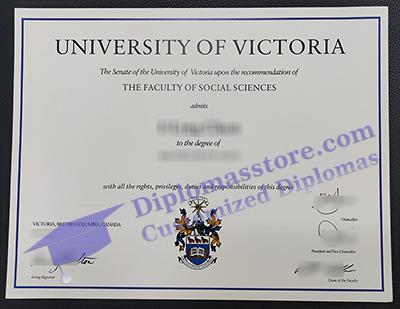 UNIVERSITY OF VICTORIA
The Senate of the University of Victoria upon the recommendation of
THE FACULTY OF SOCIAL SCIENCES
admits
to the degree of
with all the rights, privileges, duties and responsibilities of this degree
Diplomasstore.com
Customized Diplomas
VICTORIA, BRITISH COLUMBIA, CANADA
Acting Registrar
Chancellor
President and Vice-Chancellor
Dean of the Faculty